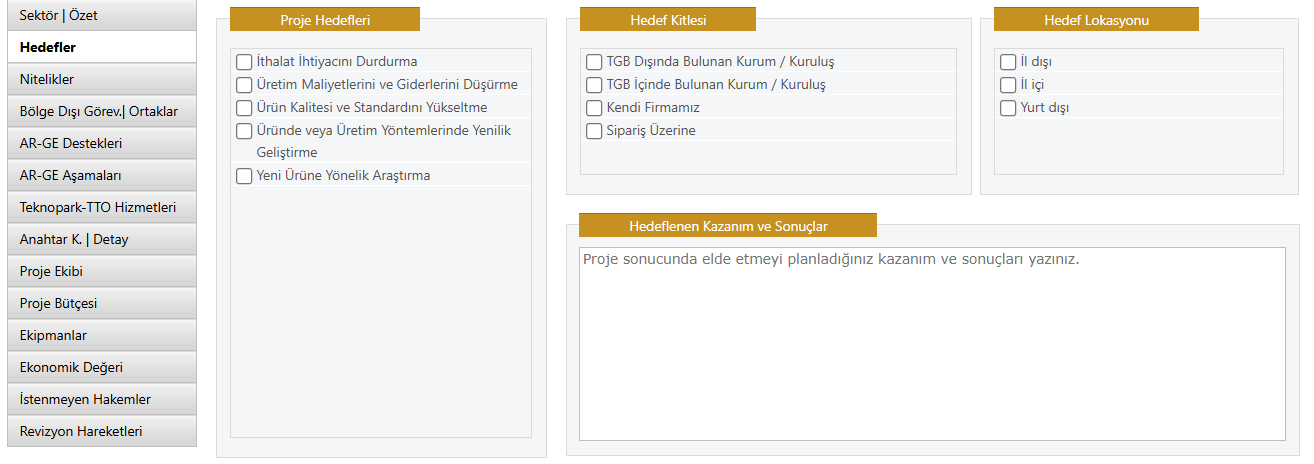 Sektör | Özet
Hedefler
Nitelikler
Bölge Dışı Görev.| Ortaklar
AR-GE Destekleri
AR-GE Aşamaları
Teknopark-TTO Hizmetleri
Anahtar K. | Detay
Proje Ekibi
Proje Bütçesi
Ekipmanlar
Ekonomik Değeri
İstenmeyen Hakemler
Revizyon Hareketleri
Proje Hedefleri
İthalat İhtiyacını Durdurma
Üretim Maliyetlerini ve Giderlerini Düşürme
Ürün Kalitesi ve Standardını Yükseltme
Üründe veya Üretim Yöntemlerinde Yenilik
Geliştirme
Yeni Ürüne Yönelik Araştırma
Hedef Kitlesi
TGB Dışında Bulunan Kurum / Kuruluş
TGB İçinde Bulunan Kurum / Kuruluş
Kendi Firmamız
Sipariş Üzerine
Hedef Lokasyonu
İl dışı
İl içi
Yurt dışı
Hedeflenen Kazanım ve Sonuçlar
Proje sonucunda elde etmeyi planladığınız kazanım ve sonuçları yazınız.